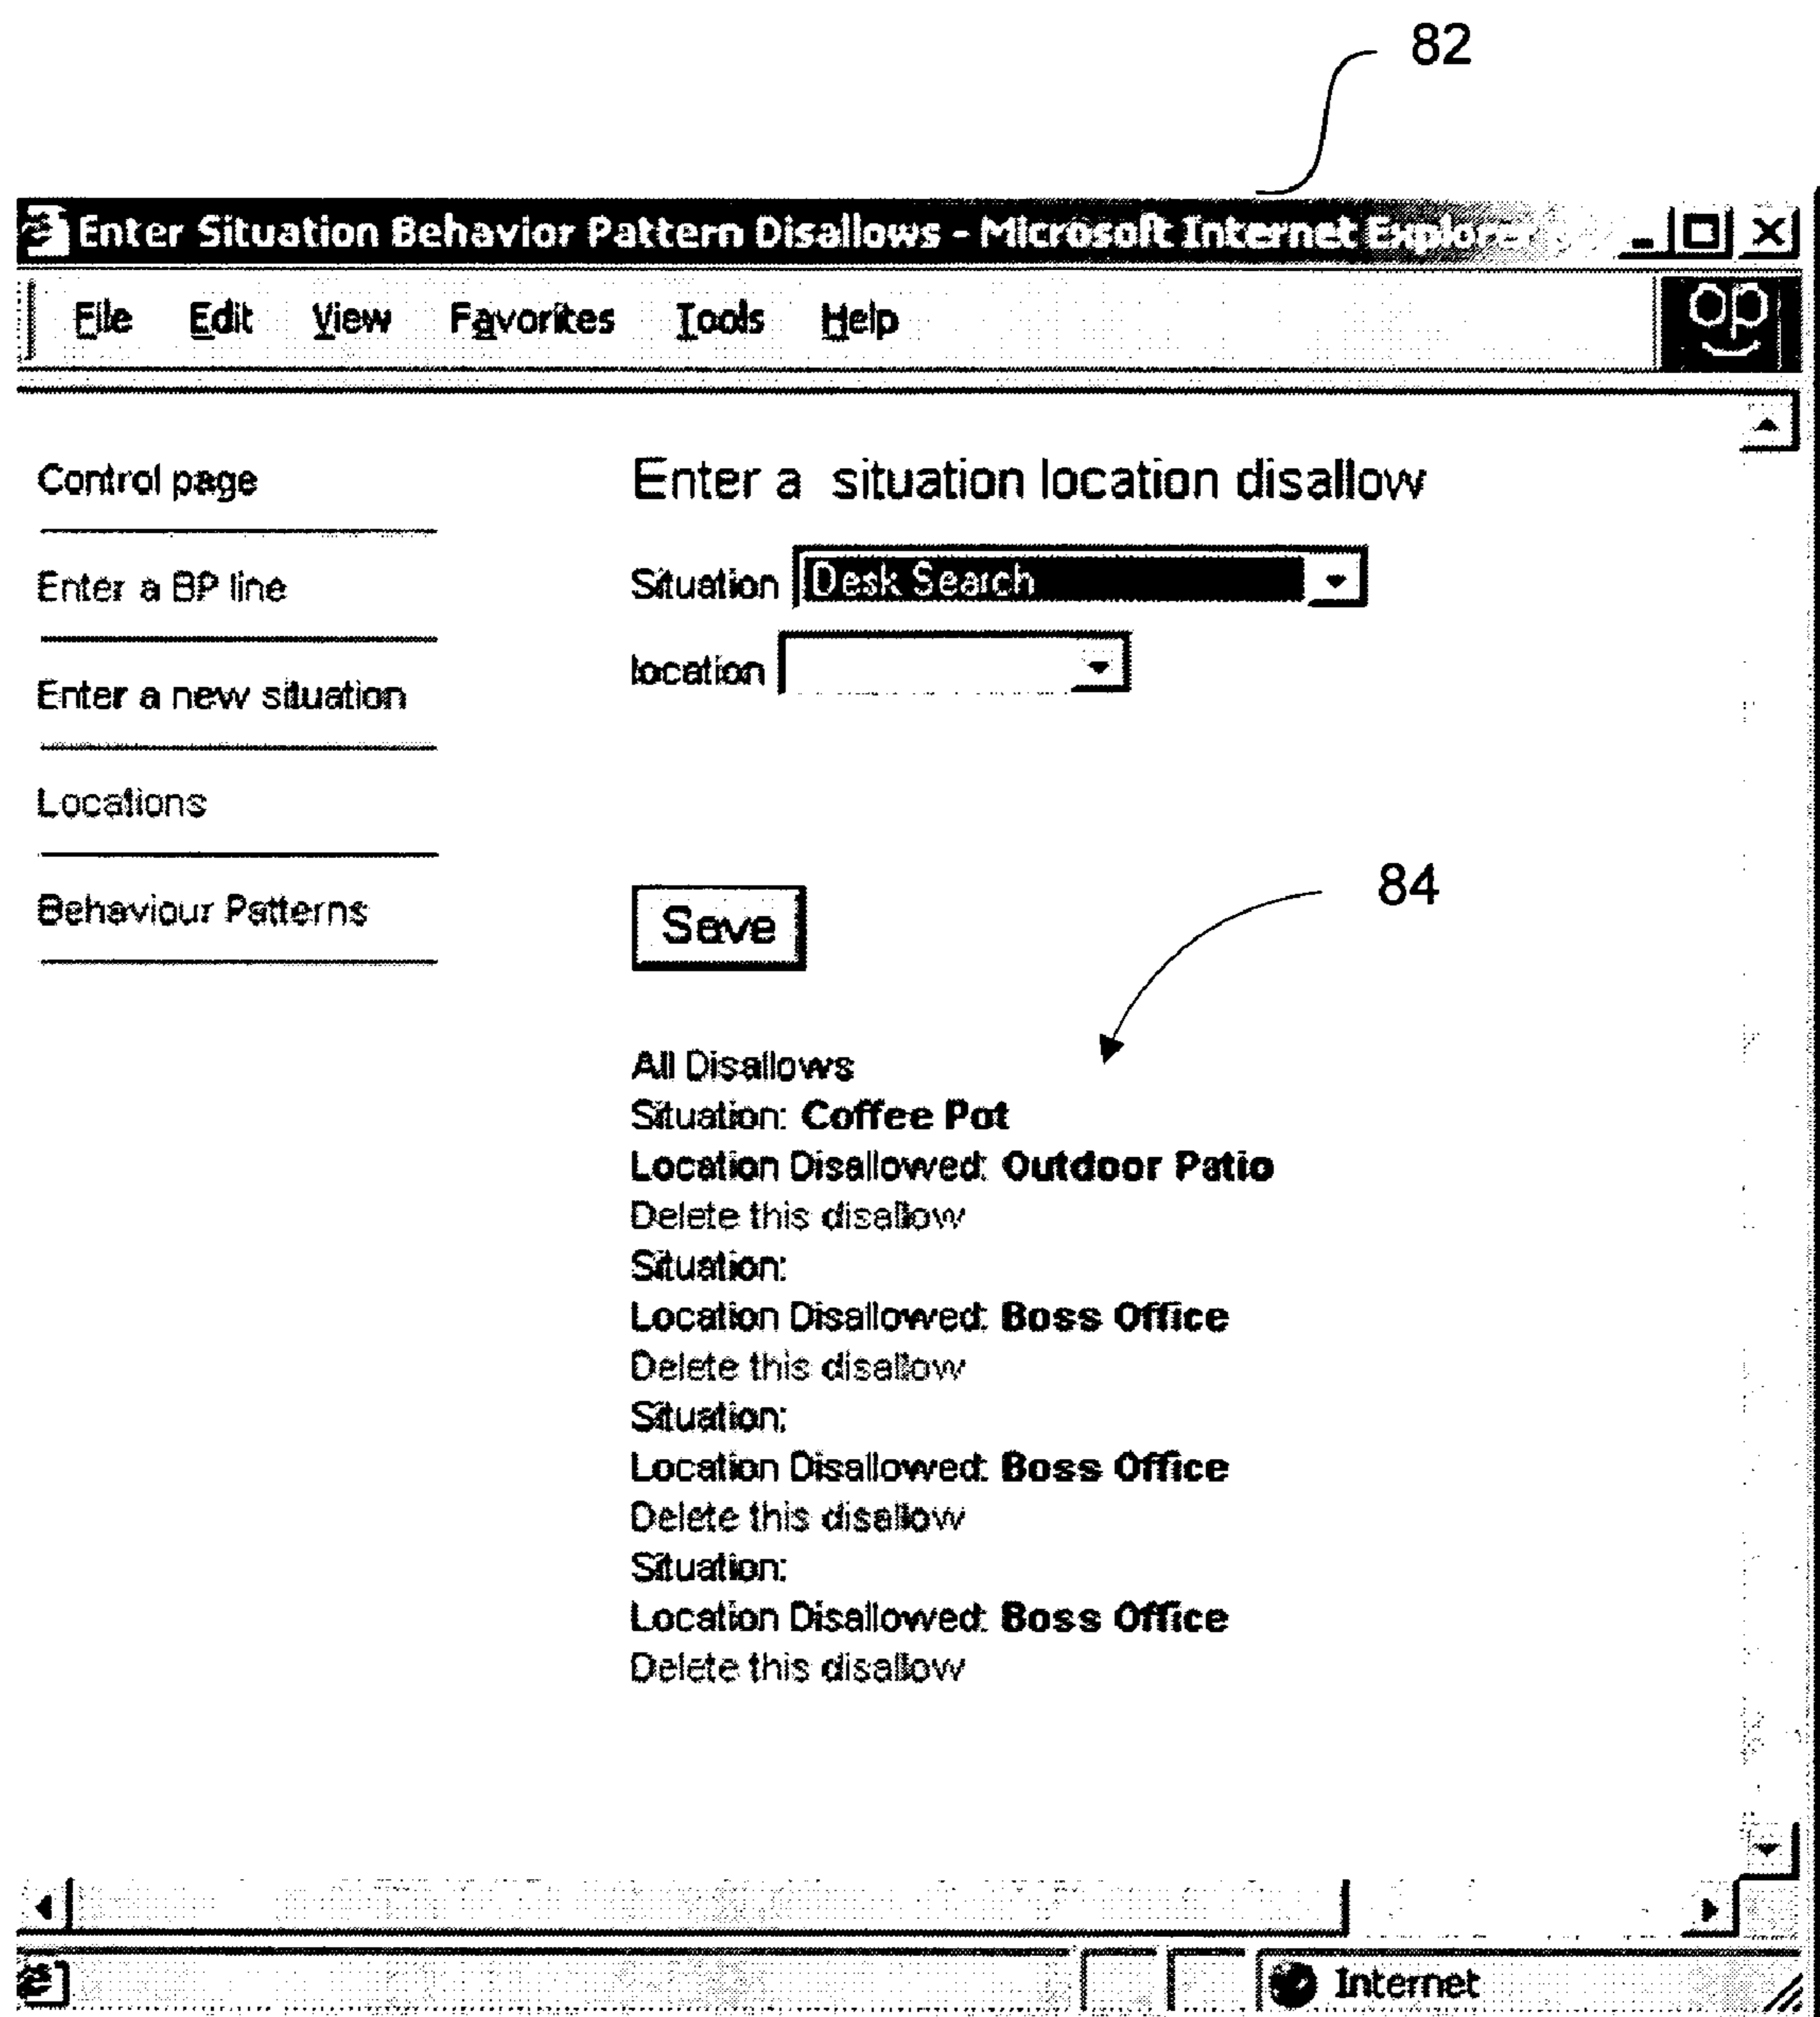 82
Enter Situation Behavior Pattern Disallows - Microsoft Internet Explorer
File Edit View Favorites Tools Help
Control page
Enter a BP line
Enter a new situation
Locations
Behaviour Patterns
Enter a situation location disallow
Situation Desk Search
location
84
Save
All Disallows
Situation: Coffee Pot
Location Disallowed: Outdoor Patio
Delete this disallow
Situation:
Location Disallowed: Boss Office
Delete this disallow
Situation:
Location Disallowed: Boss Office
Delete this disallow
Situation:
Location Disallowed: Boss Office
Delete this disallow
Internet